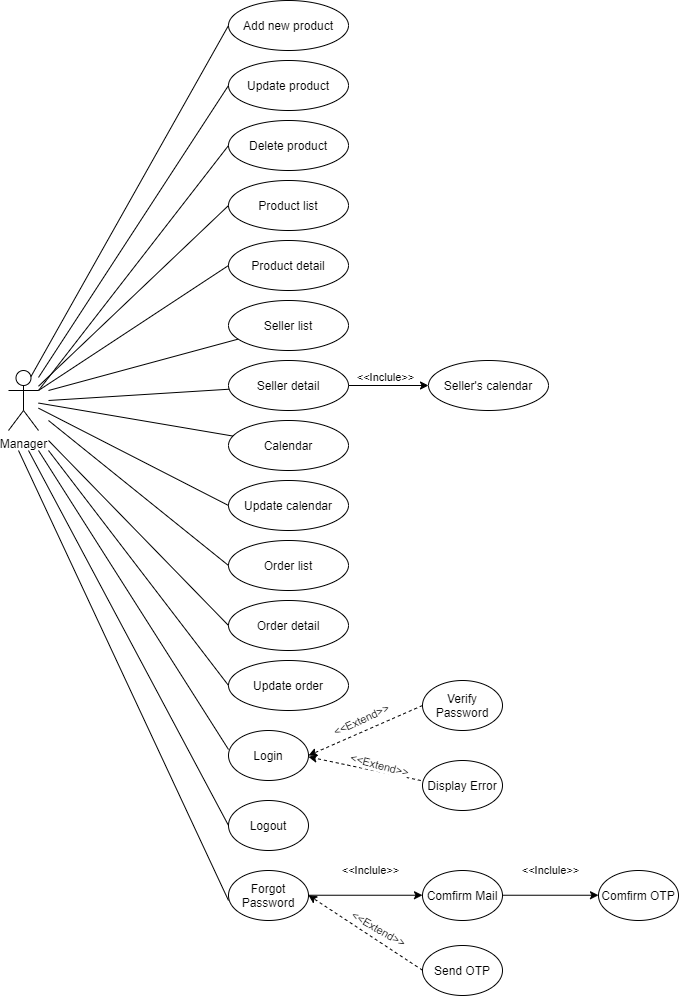 Add new product
Update product
Delete product
Product list
Product detail
Seller list
Seller detail
<<Inclule>>
Seller's calendar
Manager
Calendar
Update calendar
Order list
Order detail
Update order
Verify
Password
<<Extend>>
Login
<<Extend>>
Display Error
Logout
<<Inclule>>
<<Inclule>>
Forgot
Password
Comfirm Mail
Comfirm OTP
<<Extend>>
Send OTP